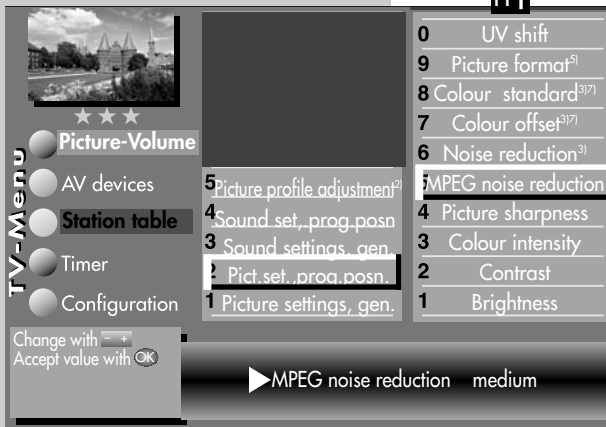 TV-Menu
Picture-Volume
AV devices
Station table
Timer
Configuration
5 Picture profile adjustment2)
4 Sound set,.prog.posn
3 Sound settings, gen.
2 Pict.set.,prog.posn.
1 Picture settings, gen.
0 UV shift
9 Picture format5)
8 Colour standard3)7)
7 Colour offset3)7)
6 Noise reduction3)
5 MPEG noise reduction
4 Picture sharpness
3 Colour intensity
2 Contrast
1 Brightness
Change with - +
Accept value with OK
MPEG noise reduction medium